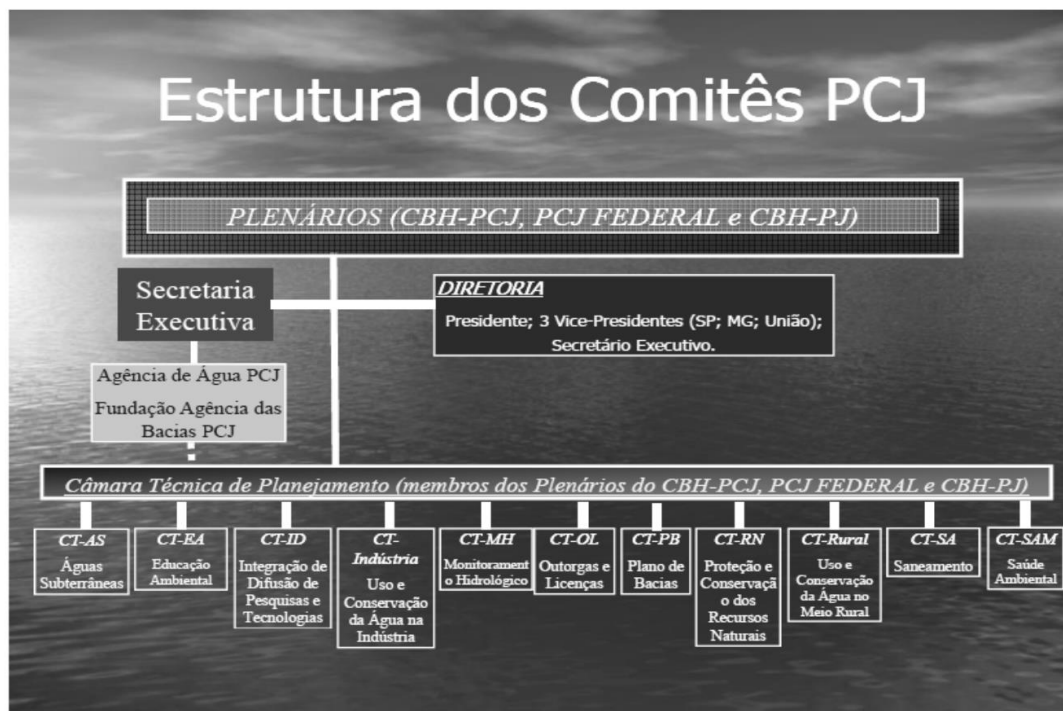 Estrutura dos Comitês PCJ
PLENÁRIOS (CBH-PCJ, PCJ FEDERAL e CBH-PJ)
Secretaria
Executiva
DIRETORIA
Presidente; 3 Vice-Presidentes (SP; MG; União);
Secretário Executivo.
Agência de Água PCJ
Fundação Agência das
Bacias PCJ
Câmara Técnica de Planejamento (membros dos Plenários do CBH-PCJ, PCJ FEDERAL e CBH-PJ)
CT-AS
Águas
Subterrâneas
CT-EA
Educação
Ambiental
CT-ID
Integração de
Difusão de
Pesquisas e
Tecnologias
CT-
Indústria
Uso e
Conservação
da Água na
Indústria
CT-MH
Monitorament
o Hidrológico
CT-OL
Outorgas e
Licenças
CT-PB
Plano de
Bacias
CT-RN
Proteção e
Conservaçã
o dos
Recursos
Naturais
CT-Rural
Uso e
Conservação
da Água no
Meio Rural
CT-SA
Saneamento
CT-SAM
Saúde
Ambiental